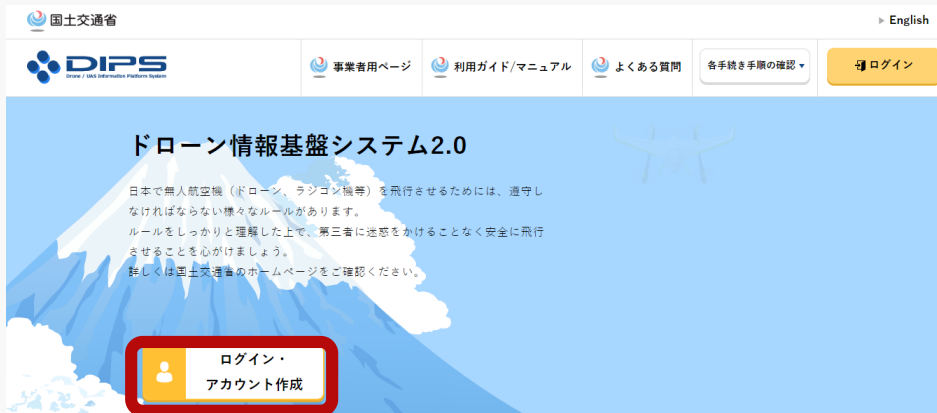 国土交通省
English
DIPS
Drone / UAS Information Platform System
事業者用ページ
利用ガイド/マニュアル
よくある質問
各手続き手順の確認
ログイン
ドローン情報基盤システム2.0
日本で無人航空機（ドローン、ラジコン機等）を飛行させるためには、遵守し
なければならない様々なルールがあります。
ルールをしっかりと理解した上で、第三者に迷惑をかけることなく安全に飛行
させることを心がけましょう。
詳しくは国土交通省のホームページをご確認ください。
ログイン・
アカウント作成